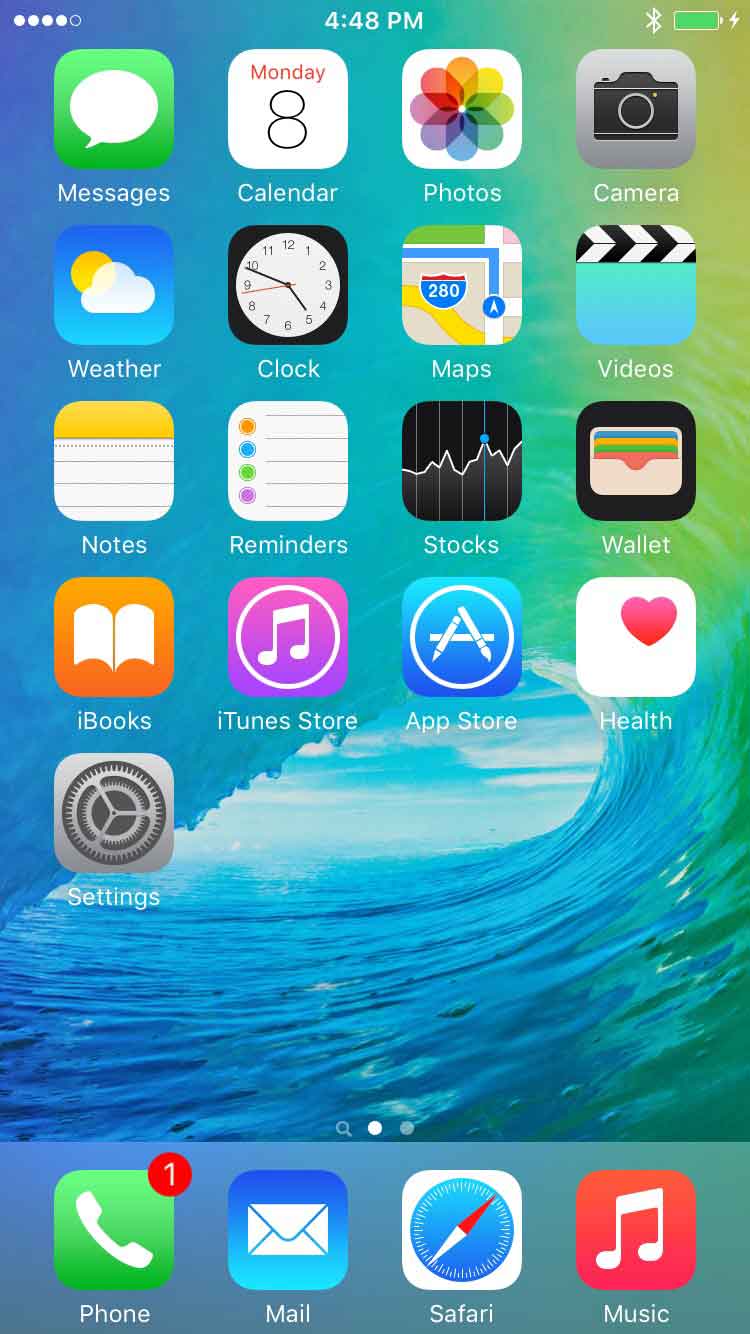 4:48 PM
Monday
8
Messages
Calendar
Photos
Camera
12
11
1
10
2
9
3
8
4
7
5
6
280
Weather
Clock
Maps
Videos
Notes
Reminders
Stocks
Wallet
iBooks
iTunes Store
App Store
Health
Settings
1
Phone
Mail
Safari
Music